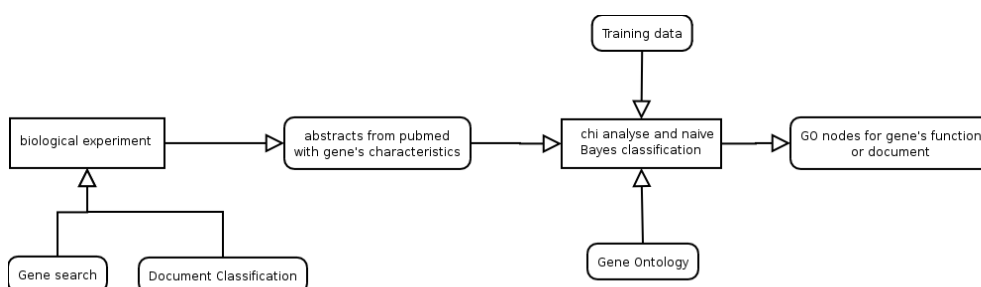 Training data
biological experiment
abstracts from pubmed
with gene's characteristics
chi analyse and naive
Bayes classification
GO nodes for gene's function
or document
Gene search
Document Classification
Gene Ontology